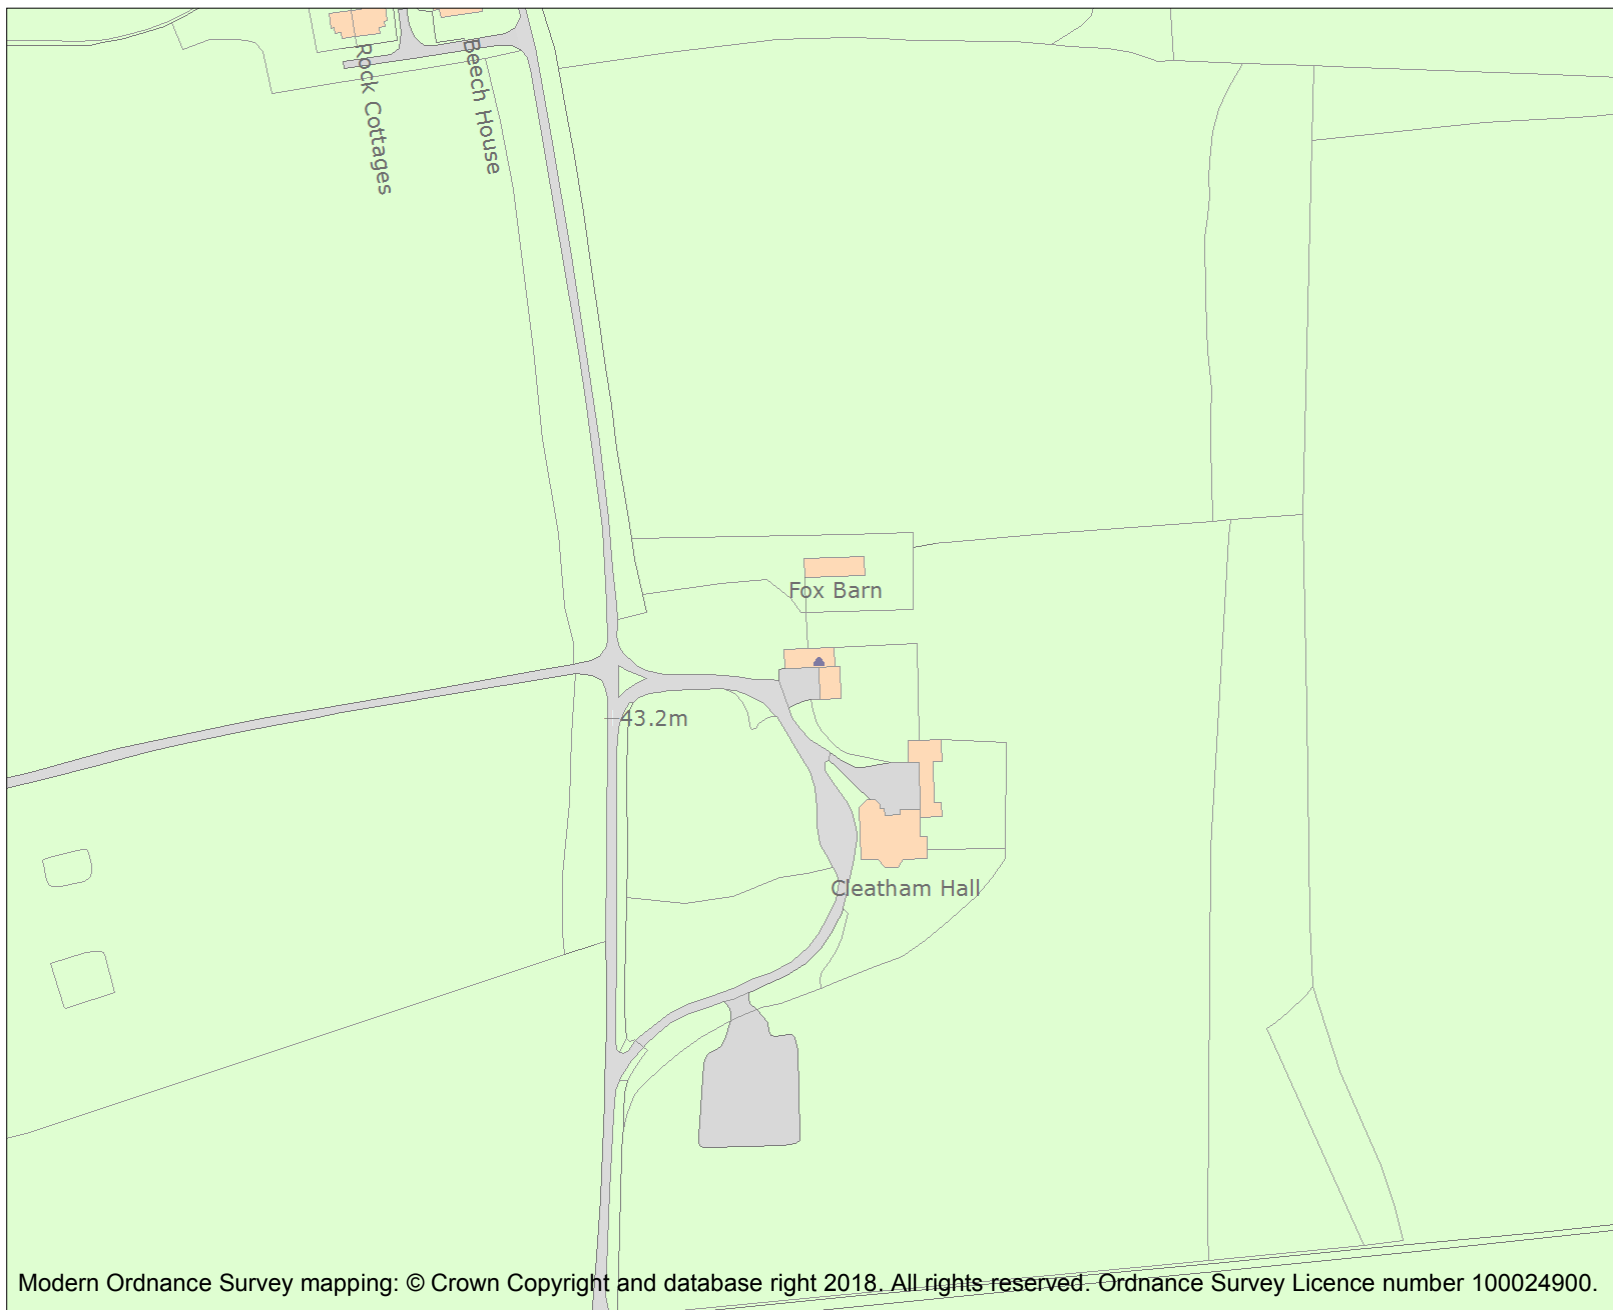 Rock Cottages
Beech House
Fox Barn
43.2m
Cleatham Hall
Modern Ordnance Survey mapping: © Crown Copyright and database right 2018. All rights reserved. Ordnance Survey Licence number 100024900.